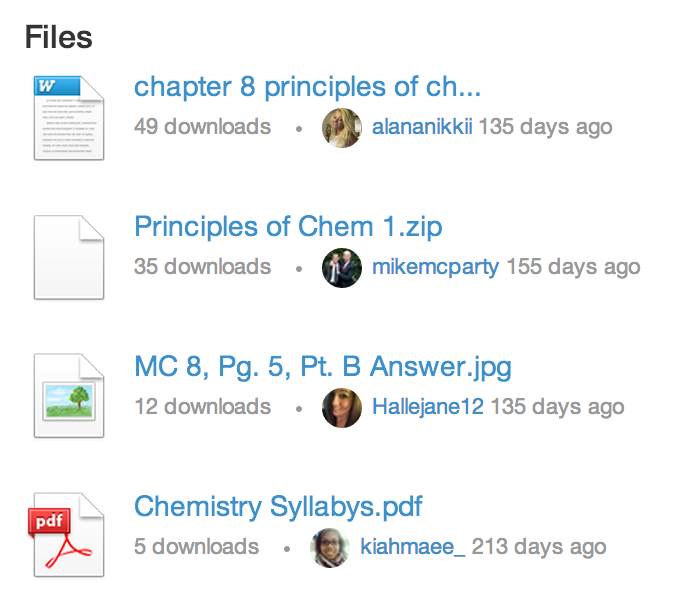 Files
W
chapter 8 principles of ch...
49 downloads • alananikkii 135 days ago
Principles of Chem 1.zip
35 downloads • mikemcparty 155 days ago
MC 8, Pg. 5, Pt. B Answer.jpg
12 downloads • Hallejane12 135 days ago
Chemistry Syllabys.pdf
pdf
5 downloads • kiahmaee_ 213 days ago